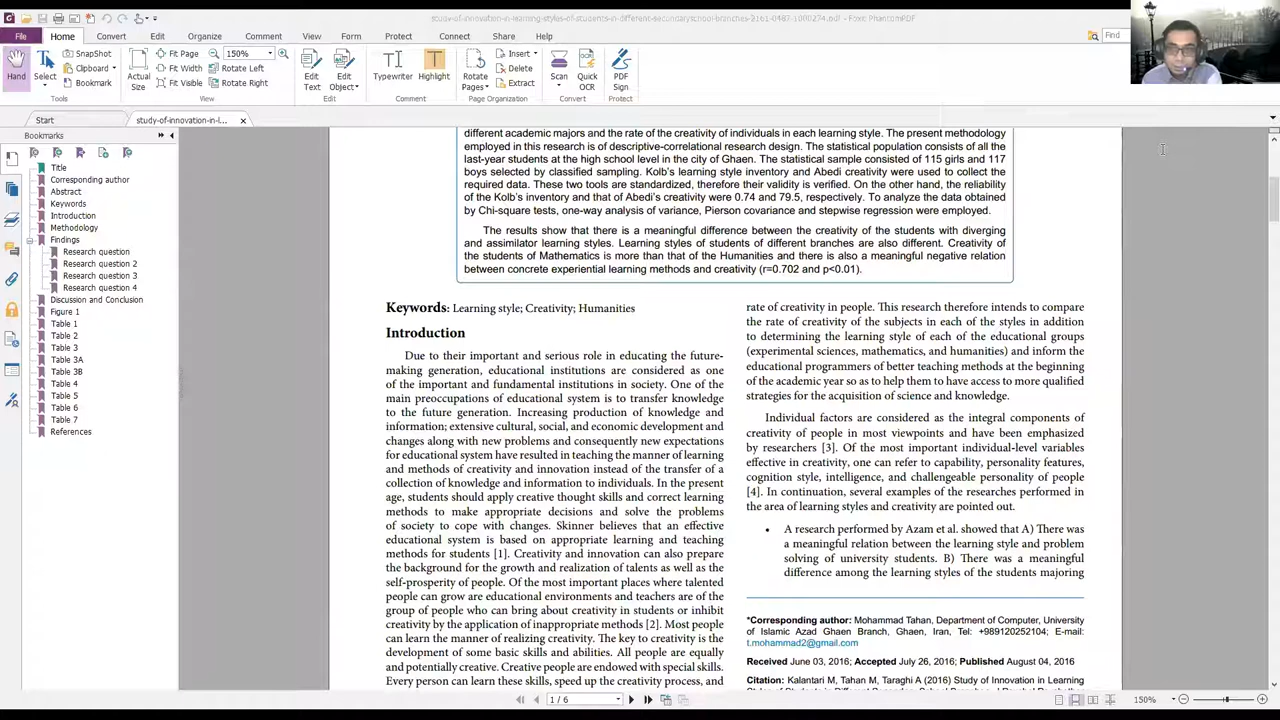 study-of-innovation-in-learning-styles-of-students-in-different-secondaryschool-branches-2161-0487-1000274.pdf - Foxit PhantomPDF
File Home Convert Edit Organize Comment View Form Protect Connect Share Help Find
Hand
Select
SnapShot
Clipboard
Bookmark
Tools
Actual Size
Fit Page
Fit Width
Fit Visible
150%
Rotate Left
Rotate Right
View
Edit Text
Edit Object
Edit
Typewriter
Highlight
Comment
Rotate Pages
Insert
Delete
Extract
Page Organization
Scan
Quick OCR
Convert
PDF Sign
Protect
Start
study-of-innovation-in-l...
Bookmarks
Title
Corresponding author
Abstract
Keywords
Introduction
Methodology
Findings
Research question
Research question 2
Research question 3
Research question 4
Discussion and Conclusion
Figure 1
Table 1
Table 2
Table 3
Table 3A
Table 3B
Table 4
Table 5
Table 6
Table 7
References
different academic majors and the rate of the creativity of individuals in each learning style. The present methodology
employed in this research is of descriptive-correlational research design. The statistical population consists of all the
last-year students at the high school level in the city of Ghaen. The statistical sample consisted of 115 girls and 117
boys selected by classified sampling. Kolb's learning style inventory and Abedi creativity were used to collect the
required data. These two tools are standardized, therefore their validity is verified. On the other hand, the reliability
of the Kolb's inventory and that of Abedi's creativity were 0.74 and 79.5, respectively. To analyze the data obtained
by Chi-square tests, one-way analysis of variance, Pierson covariance and stepwise regression were employed.
The results show that there is a meaningful difference between the creativity of the students with diverging
and assimilator learning styles. Learning styles of students of different branches are also different. Creativity of
the students of Mathematics is more than that of the Humanities and there is also a meaningful negative relation
between concrete experiential learning methods and creativity (r=0.702 and p<0.01).
Keywords: Learning style; Creativity; Humanities
Introduction
Due to their important and serious role in educating the future-
making generation, educational institutions are considered as one
of the important and fundamental institutions in society. One of the
main preoccupations of educational system is to transfer knowledge
to the future generation. Increasing production of knowledge and
information; extensive cultural, social, and economic development and
changes along with new problems and consequently new expectations
for educational system have resulted in teaching the manner of learning
and methods of creativity and innovation instead of the transfer of a
collection of knowledge and information to individuals. In the present
age, students should apply creative thought skills and correct learning
methods to make appropriate decisions and solve the problems
of society to cope with changes. Skinner believes that an effective
educational system is based on appropriate learning and teaching
methods for students [1]. Creativity and innovation can also prepare
the background for the growth and realization of talents as well as the
self-prosperity of people. Of the most important places where talented
people can grow are educational environments and teachers are of the
group of people who can bring about creativity in students or inhibit
creativity by the application of inappropriate methods [2]. Most people
can learn the manner of realizing creativity. The key to creativity is the
development of some basic skills and abilities. All people are equally
and potentially creative. Creative people are endowed with special skills.
Every person can learn these skills, speed up the creativity process, and
rate of creativity in people. This research therefore intends to compare
the rate of creativity of the subjects in each of the styles in addition
to determining the learning style of each of the educational groups
(experimental sciences, mathematics, and humanities) and inform the
educational programmers of better teaching methods at the beginning
of the academic year so as to help them to have access to more qualified
strategies for the acquisition of science and knowledge.
Individual factors are considered as the integral components of
creativity of people in most viewpoints and have been emphasized
by researchers [3]. Of the most important individual-level variables
effective in creativity, one can refer to capability, personality features,
cognition style, intelligence, and challengeable personality of people
[4]. In continuation, several examples of the researches performed in
the area of learning styles and creativity are pointed out.
• A research performed by Azam et al. showed that A) There was
a meaningful relation between the learning style and problem
solving of university students. B) There was a meaningful
difference among the learning styles of the students majoring
*Corresponding author: Mohammad Tahan, Department of Computer, University
of Islamic Azad Ghaen Branch, Ghaen, Iran, Tel: +989120252104; E-mail:
t.mohammad2@gmail.com
Received June 03, 2016; Accepted July 26, 2016; Published August 04, 2016
Citation: Kalantari M, Tahan M, Taraghi A (2016) Study of Innovation in Learning
1 / 6
150%